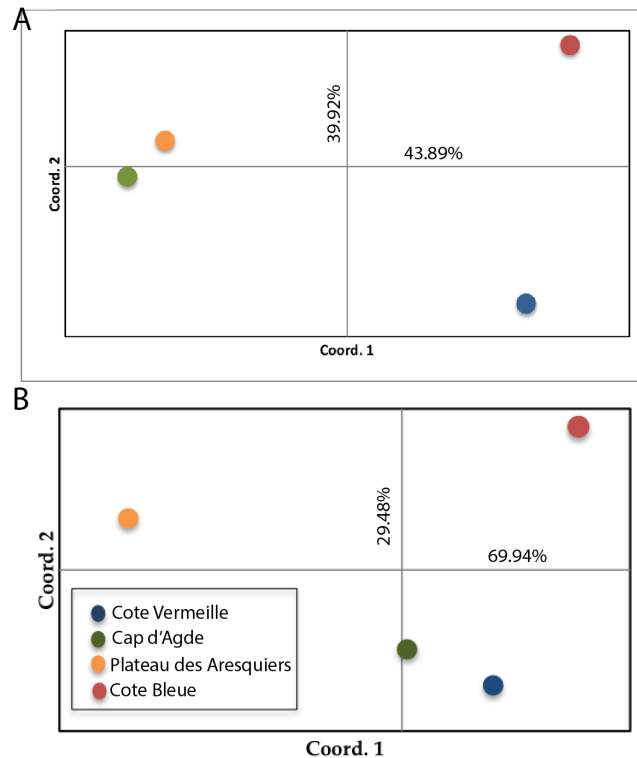 A
39.92%
43.89%
Coord. 2
Coord. 1
B
29.48%
69.94%
Coord. 2
Cote Vermeille
Cap d'Agde
Plateau des Aresquiers
Cote Bleue
Coord. 1